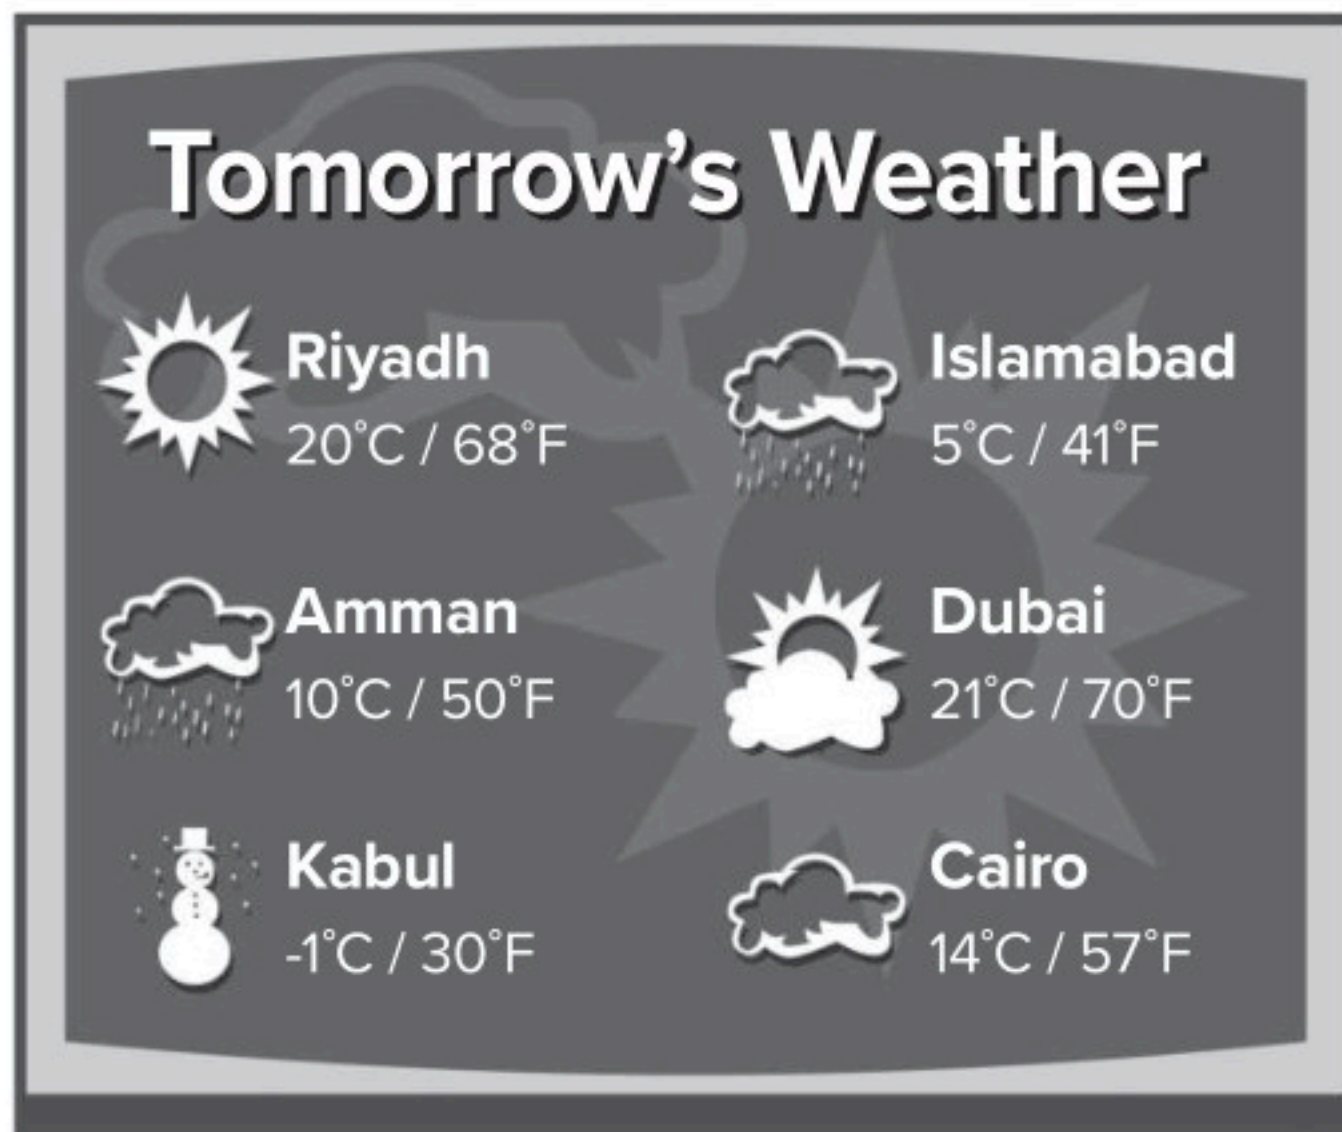 Tomorrow's Weather
Riyadh
20°C / 68°F
Islamabad
5°C / 41°F
Amman
10°C / 50°F
Dubai
21°C / 70°F
Kabul
-1°C / 30°F
Cairo
14°C / 57°F